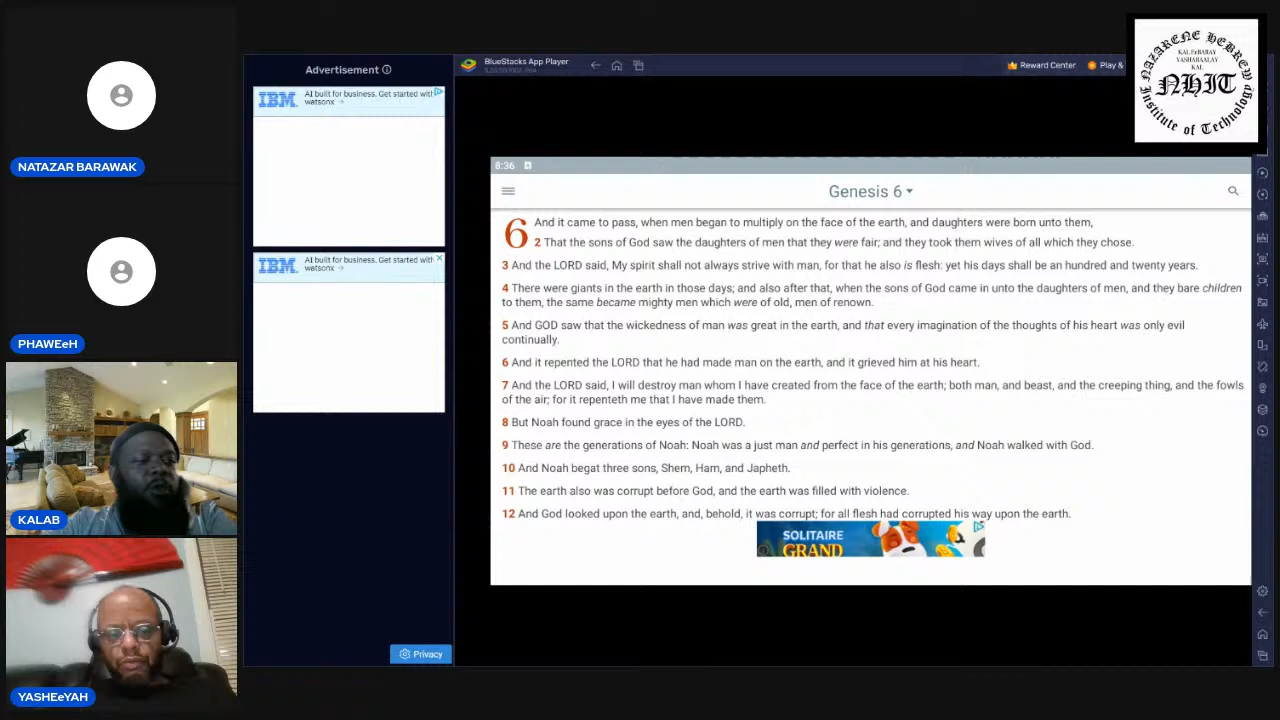 NATAZAR BARAWAK
PHAWEeH
KALAB
YASHEeYAH
Advertisement
IBM.
AI built for business. Get started with
watsonx →
IBM.
AI built for business. Get started with
watsonx →
Privacy
BlueStacks App Player
Reward Center
Play &
NAZARENE HEBREW
KAL EeBARAY
YASHARAALAY
KAL
NHIT
Institute of Technology
8:36
Genesis 6
6 And it came to pass, when men began to multiply on the face of the earth, and daughters were born unto them,
2 That the sons of God saw the daughters of men that they were fair; and they took them wives of all which they chose.
3 And the LORD said, My spirit shall not always strive with man, for that he also is flesh: yet his days shall be an hundred and twenty years.
4 There were giants in the earth in those days; and also after that, when the sons of God came in unto the daughters of men, and they bare children
to them, the same became mighty men which were of old, men of renown.
5 And GOD saw that the wickedness of man was great in the earth, and that every imagination of the thoughts of his heart was only evil
continually.
6 And it repented the LORD that he had made man on the earth, and it grieved him at his heart.
7 And the LORD said, I will destroy man whom I have created from the face of the earth; both man, and beast, and the creeping thing, and the fowls
of the air; for it repenteth me that I have made them.
8 But Noah found grace in the eyes of the LORD.
9 These are the generations of Noah: Noah was a just man and perfect in his generations, and Noah walked with God.
10 And Noah begat three sons, Shem, Ham, and Japheth.
11 The earth also was corrupt before God, and the earth was filled with violence.
12 And God looked upon the earth, and, behold, it was corrupt; for all flesh had corrupted his way upon the earth.
SOLITAIRE
GRAND